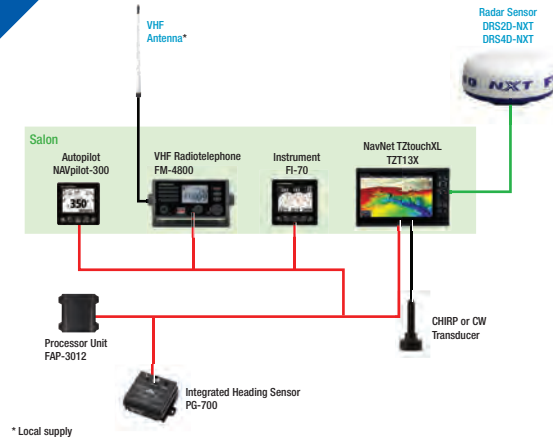 VHF
Antenna*
Radar Sensor
DRS2D-NXT
DRS4D-NXT
NXT
Salon
Autopilot
NAVpilot-300
VHF Radiotelephone
FM-4800
Instrument
FI-70
NavNet TZtouchXL
TZT13X
350°
Processor Unit
FAP-3012
CHIRP or CW
Transducer
Integrated Heading Sensor
PG-700
* Local supply